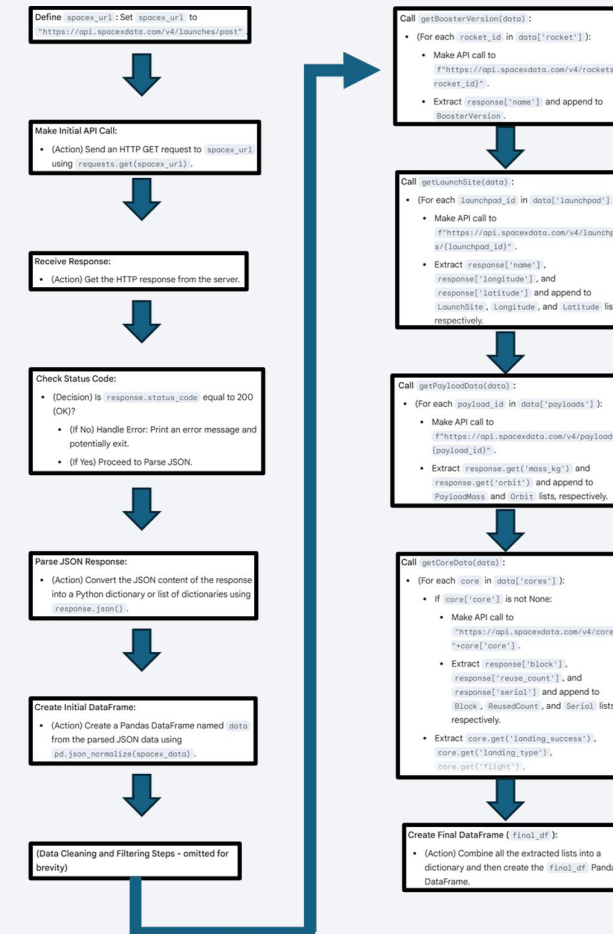 Define spacex_url : Set spacex_url to
"https://api.spacexdata.com/v4/launches/past" .
Make Initial API Call:
• (Action) Send an HTTP GET request to spacex_url
using requests.get(spacex_url) .
Receive Response:
• (Action) Get the HTTP response from the server.
Check Status Code:
• (Decision) Is response.status_code equal to 200
(OK)?
• (If No) Handle Error: Print an error message and
potentially exit.
• (If Yes) Proceed to Parse JSON.
Parse JSON Response:
• (Action) Convert the JSON content of the response
into a Python dictionary or list of dictionaries using
response.json() .
Create Initial DataFrame:
• (Action) Create a Pandas DataFrame named data
from the parsed JSON data using
pd.json_normalize(spacex_data) .
(Data Cleaning and Filtering Steps - omitted for
brevity)
Call getBoosterVersion(data) :
• (For each rocket_id in data['rocket'] ):
• Make API call to
f"https://api.spacexdata.com/v4/rockets
rocket_id}" .
• Extract response['name'] and append to
BoosterVersion .
Call getLaunchSite(data) :
• (For each launchpad_id in data['launchpad']
• Make API call to
f"https://api.spacexdata.com/v4/launchp
s/{launchpad_id}" .
• Extract response['name'] ,
response['longitude'] , and
response['latitude'] and append to
LaunchSite , Longitude , and Latitude lis
respectively.
Call getPayloadData(data) :
• (For each payload_id in data['payloads'] ):
• Make API call to
f"https://api.spacexdata.com/v4/payload
{payload_id}" .
• Extract response.get('mass_kg') and
response.get('orbit') and append to
PayloadMass and Orbit lists, respectively.
Call getCoreData(data) :
• (For each core in data['cores'] ):
• If core['core'] is not None:
• Make API call to
"https://api.spacexdata.com/v4/core
"+core['core'] .
• Extract response['block'] ,
response['reuse_count'] , and
response['serial'] and append to
Block , ReusedCount , and Serial lists
respectively.
• Extract core.get('landing_success') ,
core.get('landing_type') ,
core.get('flight') .
Create Final DataFrame ( final_df ):
• (Action) Combine all the extracted lists into a
dictionary and then create the final_df Panda
DataFrame.